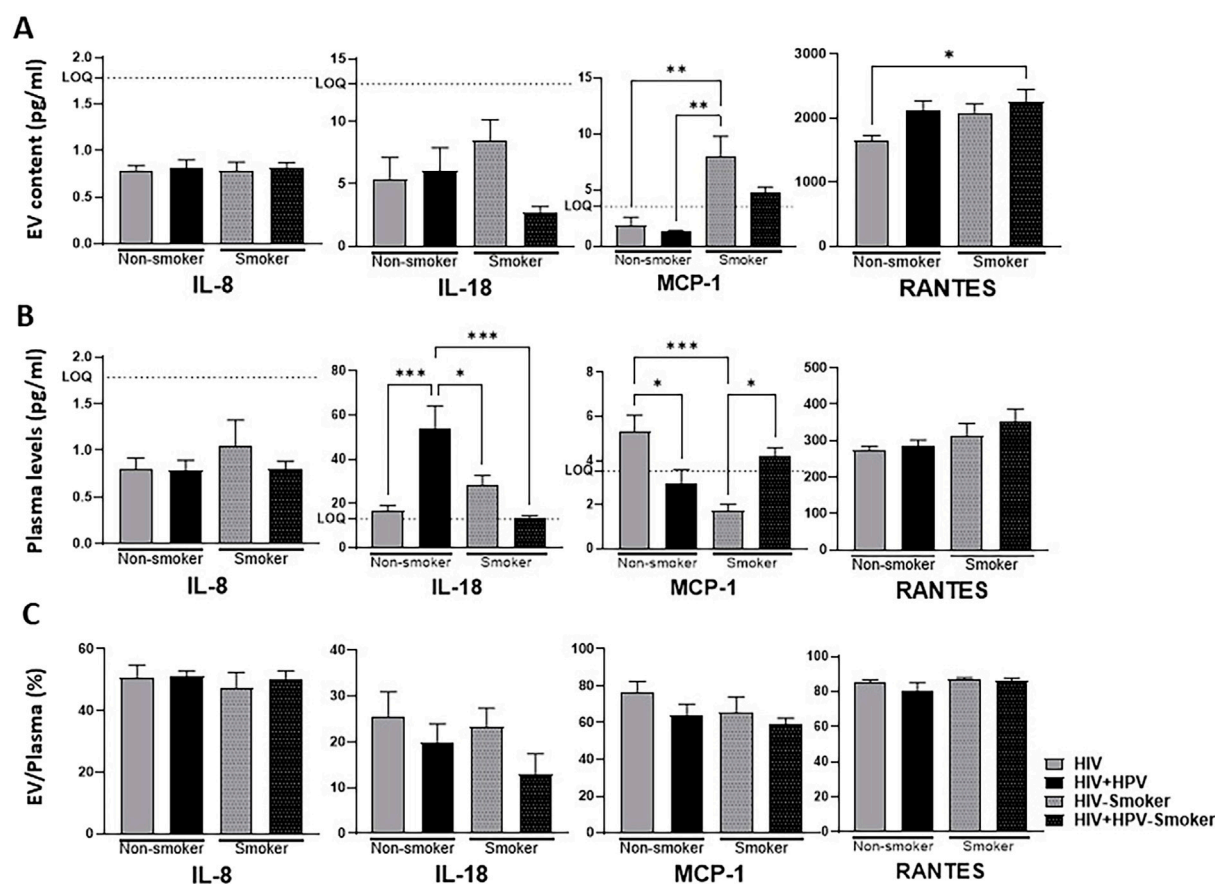 A
EV content (pg/ml)
2.0
LOQ
1.5
1.0
0.5
0.0
Non-smoker Smoker
IL-8
15
LOQ
10
5
0
Non-smoker Smoker
IL-18
15
10
5
LOQ
0
** 
**
Non-smoker Smoker
MCP-1
3000
2000
1000
0
*
Non-smoker Smoker
RANTES
B
Plasma levels (pg/ml)
2.0
LOQ
1.5
1.0
0.5
0.0
Non-smoker Smoker
IL-8
80
60
40
20
LOQ
0
***
*** *
Non-smoker Smoker
IL-18
8
6
4
LOQ
2
0
***
* *
Non-smoker Smoker
MCP-1
500
400
300
200
100
0
Non-smoker Smoker
RANTES
C
EV/Plasma (%)
60
40
20
0
Non-smoker Smoker
IL-8
40
30
20
10
0
Non-smoker Smoker
IL-18
100
80
60
40
20
0
Non-smoker Smoker
MCP-1
100
80
60
40
20
0
Non-smoker Smoker
RANTES
HIV
HIV+HPV
HIV-Smoker
HIV+HPV-Smoker